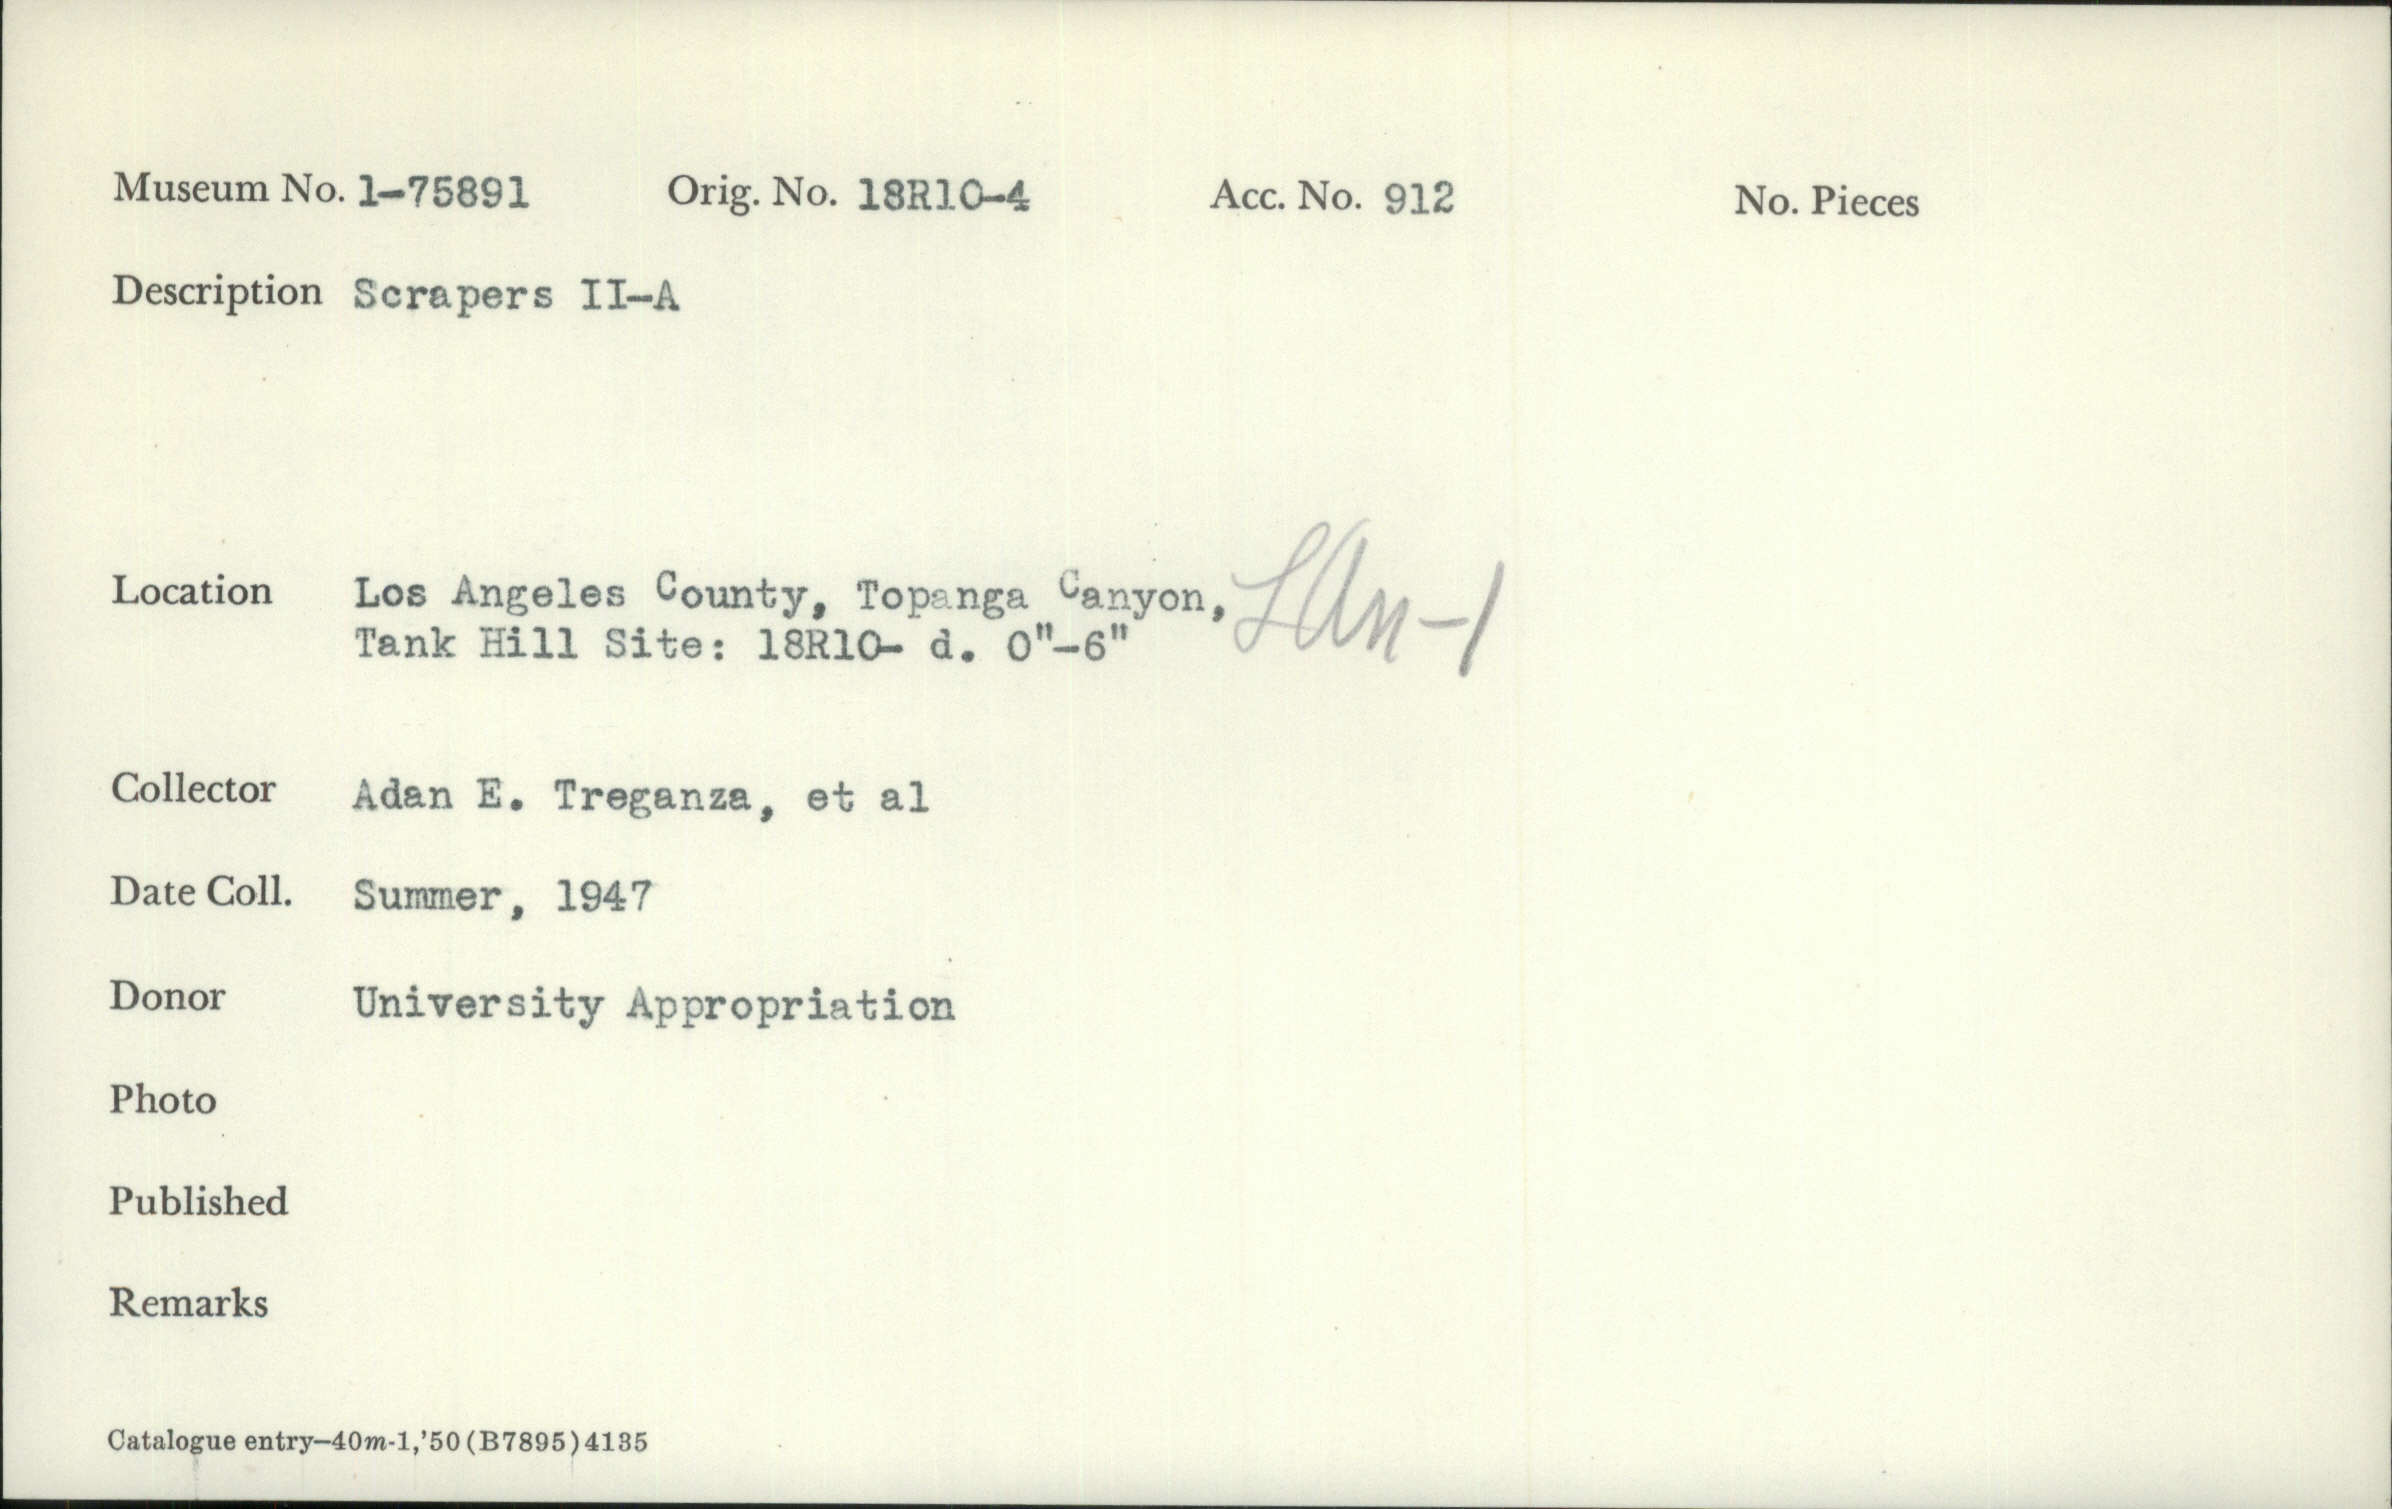 Museum No. 1-75891 Orig. No. 18R10-4 Acc. No. 912 No. Pieces
Description Scrapers II-A
Location Los Angeles County, Topanga Canyon, LAn-1
Tank Hill Site: 18R10- d. 0"-6"
Collector Adan E. Treganza, et al
Date Coll. Summer, 1947
Donor University Appropriation
Photo
Published
Remarks
Catalogue entry—40m-1,'50 (B7895) 4135